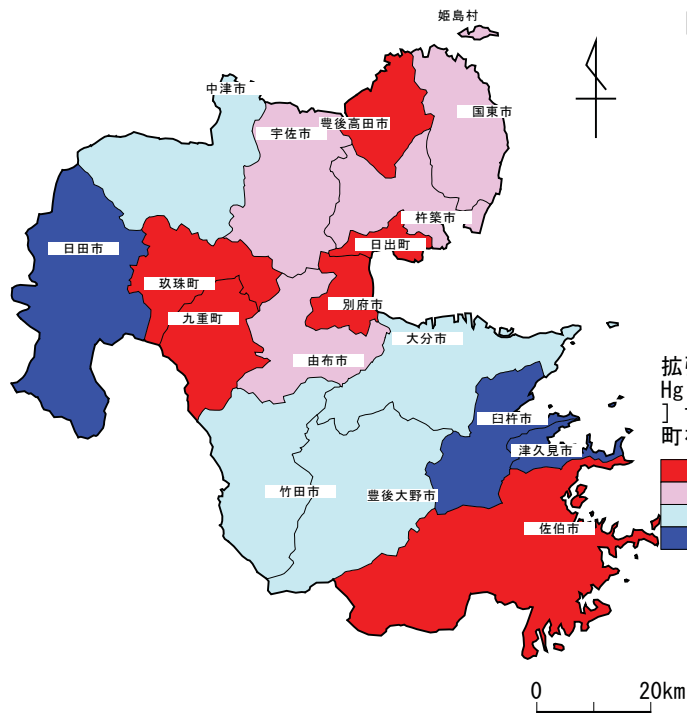 姫島村
中津市
国東市
豊後高田市
宇佐市
杵築市
日出町
日田市
玖珠町
別府市
九重町
大分市
由布市
Hg
臼杵市
]
町
津久見市
竹田市
豊後大野市
佐伯市
0 20km